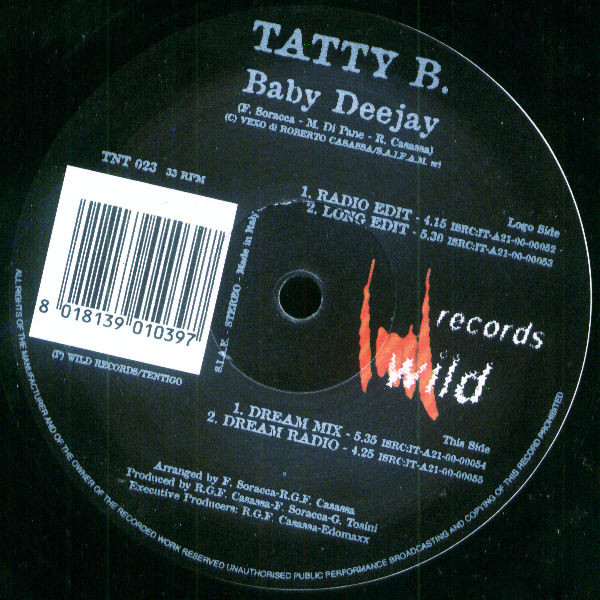 TATTY B.
Baby Deejay
(F. Soracca - M. Di Pane - R. Casassa)
(C) VEXO di ROBERTO CASASSA/S.A.I.F.A.M. srl
TNT 023 33 RPM
Logo Side
1. RADIO EDIT - 4.15 ISRC:IT-A21-00-00052
2. LONG EDIT - 5.30 ISRC:IT-A21-00-00053
8 018139 010397
S.I.A.E. STEREO - Made in Italy
(P) WILD RECORDS/TENTIGO
records
wild
This Side
1. DREAM MIX - 5.35 ISRC:IT-A21-00-00054
2. DREAM RADIO - 4.25 ISRC:IT-A21-00-00055
Arranged by F. Soracca-R.G.F. Casassa
Produced by R.G.F. Casassa-F. Soracca-G. Tosini
Executive Producers: R.G.F. Casassa-Edomaxx
ALL RIGHTS OF THE MANUFACTURER AND OF THE OWNER OF THE RECORDED WORK RESERVED UNAUTHORISED PUBLIC PERFORMANCE BROADCASTING AND COPYING OF THIS RECORD PROHIBITED